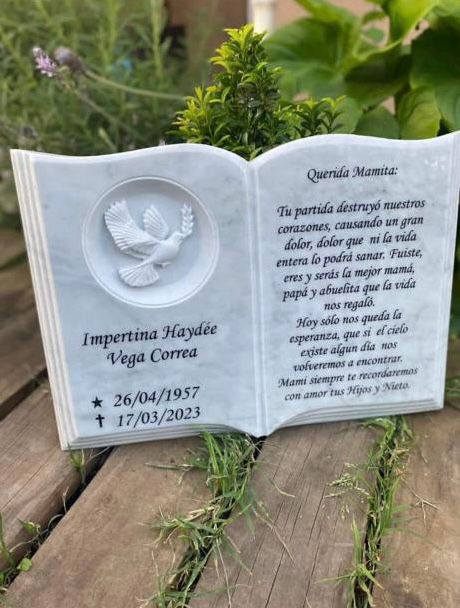 Impertina Haydée
Vega Correa
★ 26/04/1957
✝ 17/03/2023
Querida Mamita:
Tu partida destruyó nuestros
corazones, causando un gran
dolor, dolor que ni la vida
entera lo podrá sanar. Fuiste,
eres y serás la mejor mamá,
papá y abuelita que la vida
nos regaló.
Hoy sólo nos queda la
esperanza, que si el cielo
existe algun día nos
volveremos a encontrar.
Mami siempre te recordaremos
con amor tus Hijos y Nieto.